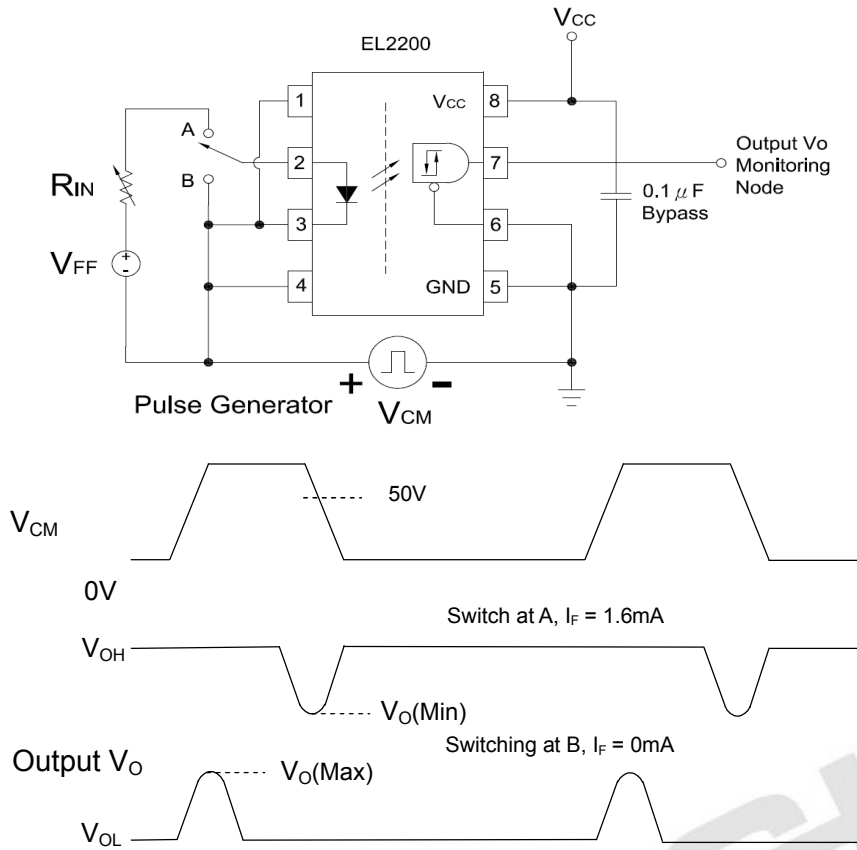 VCC
EL2200
1
VCC
8
A
2
7
Output Vo
Monitoring
Node
B
RIN
0.1 μF
Bypass
3
6
VFF
+
-
4
GND
5
+
-
Pulse Generator
VCM
50V
VCM
0V
Switch at A, IF = 1.6mA
VOH
VO(Min)
Switching at B, IF = 0mA
Output VO
VO(Max)
VOL